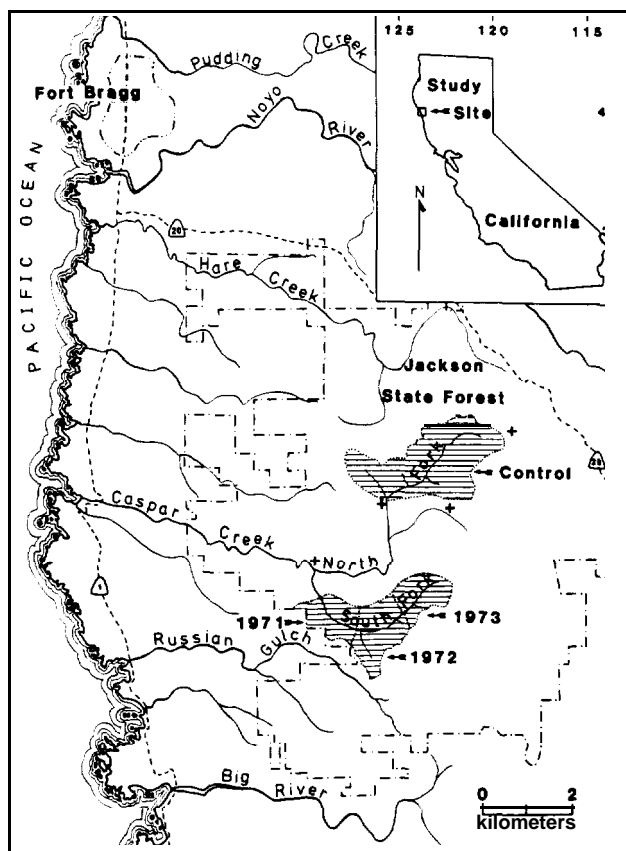 125 120 115
Pudding Creek
Study
Site
4
Fort Bragg
Noyo
River
PACIFIC OCEAN
N
California
20
Hare
Creek
Jackson
State Forest
20
Fork
Control
Caspar
Creek
North
1
1971
South Fork
1973
Russian
Gulch
1972
Big
River
0 2
kilometers